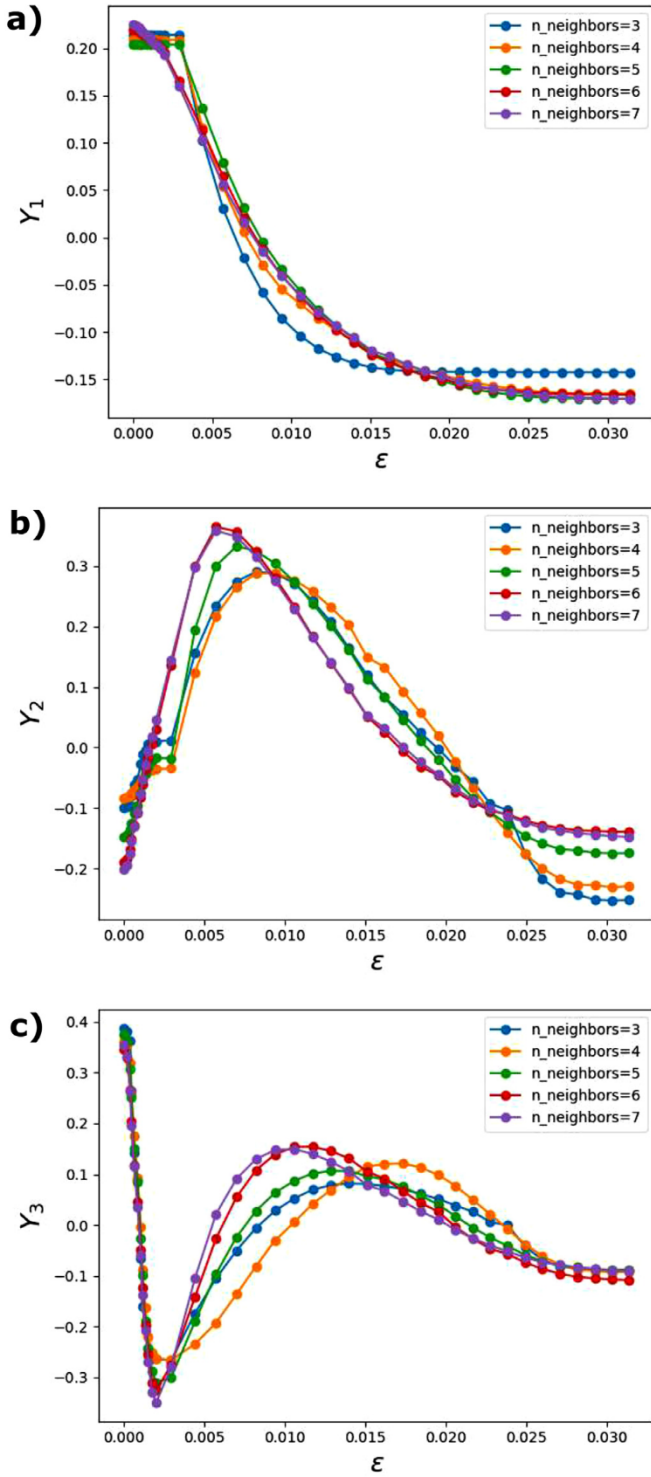 a)
0.20
0.15
0.10
0.05
0.00
−0.05
−0.10
−0.15
Y1
n_neighbors=3
n_neighbors=4
n_neighbors=5
n_neighbors=6
n_neighbors=7
0.000 0.005 0.010 0.015 0.020 0.025 0.030
ε
b)
0.3
0.2
0.1
0.0
−0.1
−0.2
Y2
n_neighbors=3
n_neighbors=4
n_neighbors=5
n_neighbors=6
n_neighbors=7
0.000 0.005 0.010 0.015 0.020 0.025 0.030
ε
c)
0.4
0.3
0.2
0.1
0.0
−0.1
−0.2
−0.3
Y3
n_neighbors=3
n_neighbors=4
n_neighbors=5
n_neighbors=6
n_neighbors=7
0.000 0.005 0.010 0.015 0.020 0.025 0.030
ε